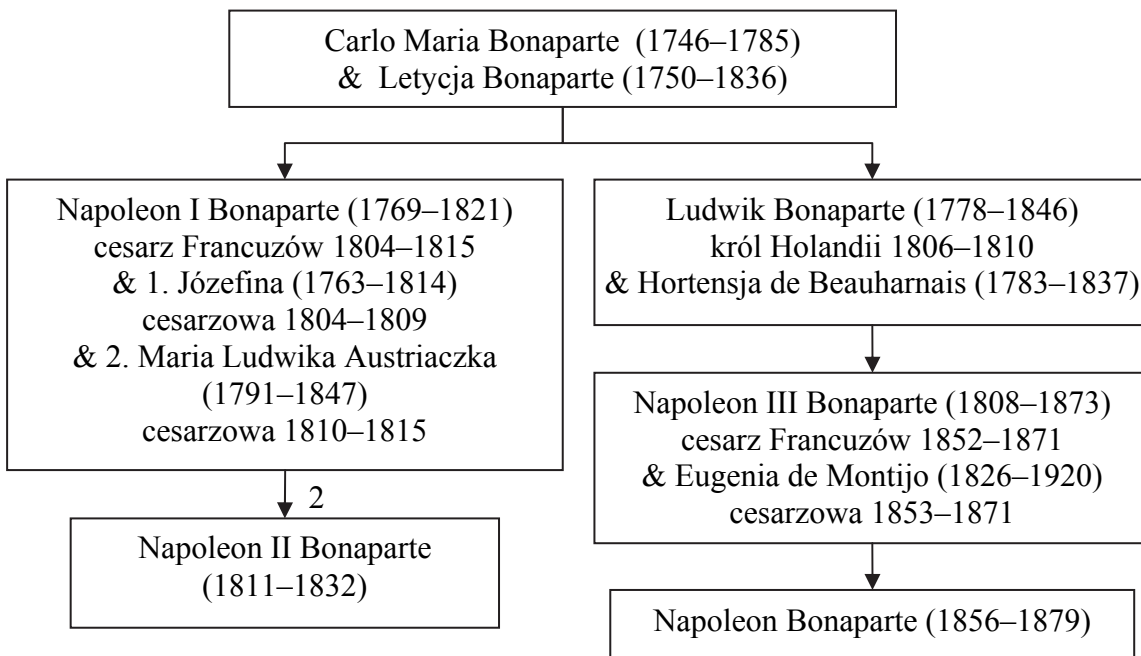 Carlo Maria Bonaparte (1746–1785)
& Letycja Bonaparte (1750–1836)
Napoleon I Bonaparte (1769–1821)
cesarz Francuzów 1804–1815
& 1. Józefina (1763–1814)
cesarzowa 1804–1809
& 2. Maria Ludwika Austriaczka
(1791–1847)
cesarzowa 1810–1815
2
Napoleon II Bonaparte
(1811–1832)
Ludwik Bonaparte (1778–1846)
król Holandii 1806–1810
& Hortensja de Beauharnais (1783–1837)
Napoleon III Bonaparte (1808–1873)
cesarz Francuzów 1852–1871
& Eugenia de Montijo (1826–1920)
cesarzowa 1853–1871
Napoleon Bonaparte (1856–1879)